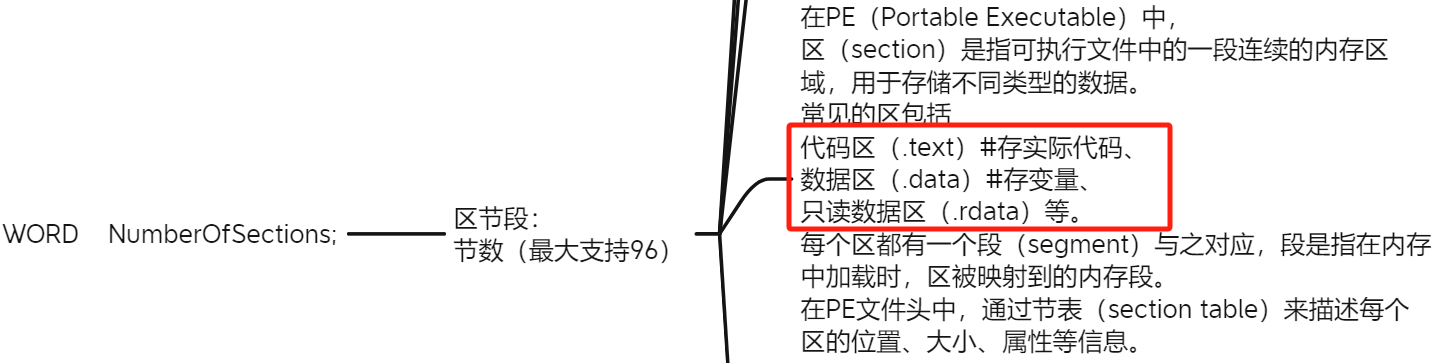 WORD NumberOfSections;
区节段：
节数（最大支持96）
在PE（Portable Executable）中，
区（section）是指可执行文件中的一段连续的内存区
域，用于存储不同类型的数据。
常见的区包括
代码区（.text）#存实际代码、
数据区（.data）#存变量、
只读数据区（.rdata）等。
每个区都有一个段（segment）与之对应，段是指在内存
中加载时，区被映射到的内存段。
在PE文件头中，通过节表（section table）来描述每个
区的位置、大小、属性等信息。